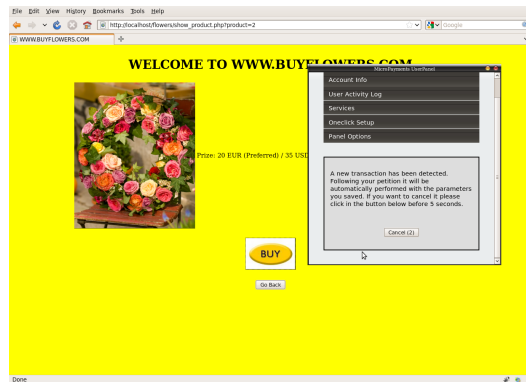 File Edit View History Bookmarks Tools Help
http://localhost/flowers/show_product.php?product=2
Google
WWW.BUYFLOWERS.COM
WELCOME TO WWW.BUYFLOWERS.COM
Prize: 20 EUR (Preferred) / 35 USD
BUY
Go Back
MicroPayments UserPanel
Account Info
User Activity Log
Services
Oneclick Setup
Panel Options
A new transaction has been detected.
Following your petition it will be
automatically performed with the parameters
you saved. If you want to cancel it please
click in the button below before 5 seconds.
Cancel (2)
Done